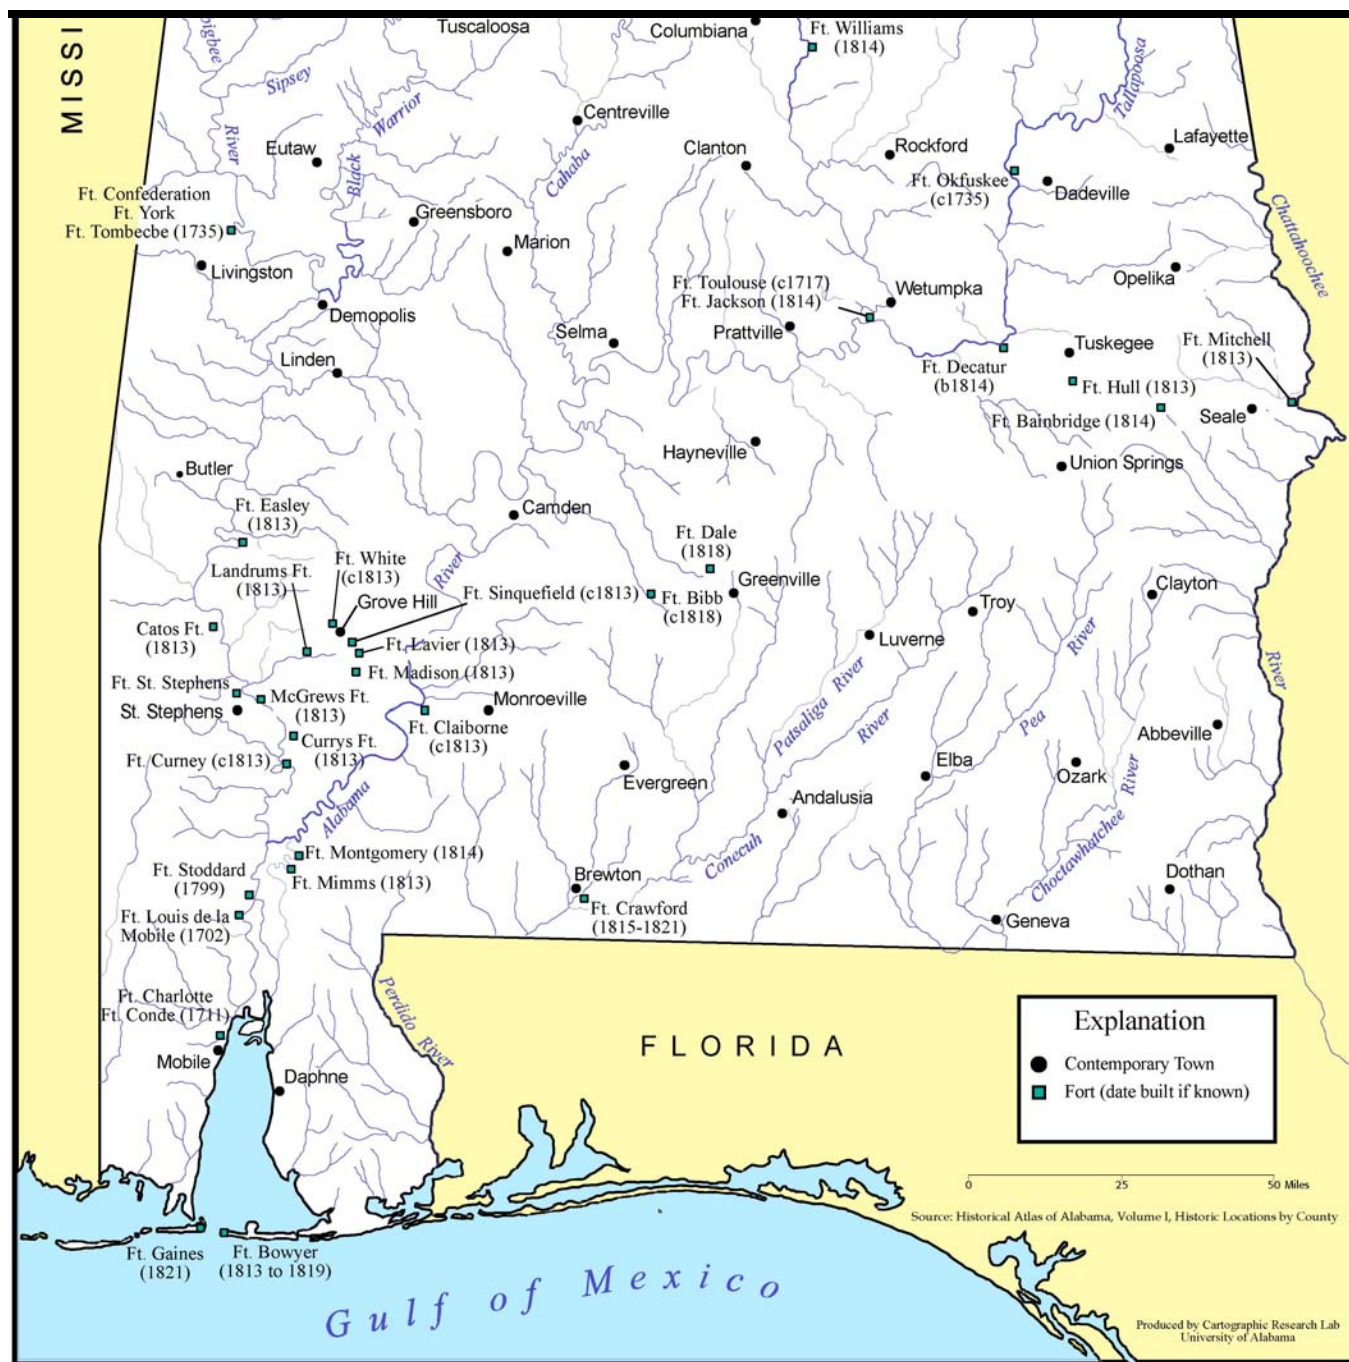 MISSI
pigbee
River
Sipsey
Tuscaloosa
Columbiana
Ft. Williams
(1814)
Tallapoosa
Black
Warrior
Centreville
Cahaba
Eutaw
Clanton
Rockford
Lafayette
Ft. Okfuskee
(c1735)
Dadeville
Ft. Confederation
Ft. York
Ft. Tombecbe (1735)
Greensboro
Marion
Chattahoochee
Livingston
Opelika
Demopolis
Ft. Toulouse (c1717)
Ft. Jackson (1814)
Wetumpka
Selma
Prattville
Linden
Ft. Decatur
(b1814)
Tuskegee
Ft. Mitchell
(1813)
Ft. Hull (1813)
Ft. Bainbridge (1814)
Seale
Hayneville
Union Springs
Butler
Camden
Ft. Easley
(1813)
Ft. White
(c1813)
River
Ft. Dale
(1818)
Landrums Ft.
(1813)
Grove Hill
Ft. Sinquefield (c1813)
Ft. Bibb
(c1818)
Greenville
Clayton
Troy
Catos Ft.
(1813)
Ft. Lavier (1813)
Luverne
River
Ft. Madison (1813)
River
Ft. St. Stephens
St. Stephens
McGrews Ft.
(1813)
Monroeville
Ft. Claiborne
(c1813)
Patsaliga
River
River
Pea
Abbeville
Currys Ft.
(1813)
Ft. Curney (c1813)
Evergreen
Elba
Ozark
River
Alabama
Andalusia
Ft. Montgomery (1814)
Ft. Mimms (1813)
Conecuh
Choctawhatchee
Ft. Stoddard
(1799)
Brewton
Dothan
Ft. Louis de la
Mobile (1702)
Ft. Crawford
(1815-1821)
Geneva
Perdido
River
Ft. Charlotte
Ft. Conde (1711)
Mobile
Daphne
FLORIDA
Explanation
Contemporary Town
Fort (date built if known)
0 25 50 Miles
Source: Historical Atlas of Alabama, Volume I, Historic Locations by County
Ft. Gaines
(1821)
Ft. Bowyer
(1813 to 1819)
Gulf of Mexico
Produced by Cartographic Research Lab
University of Alabama